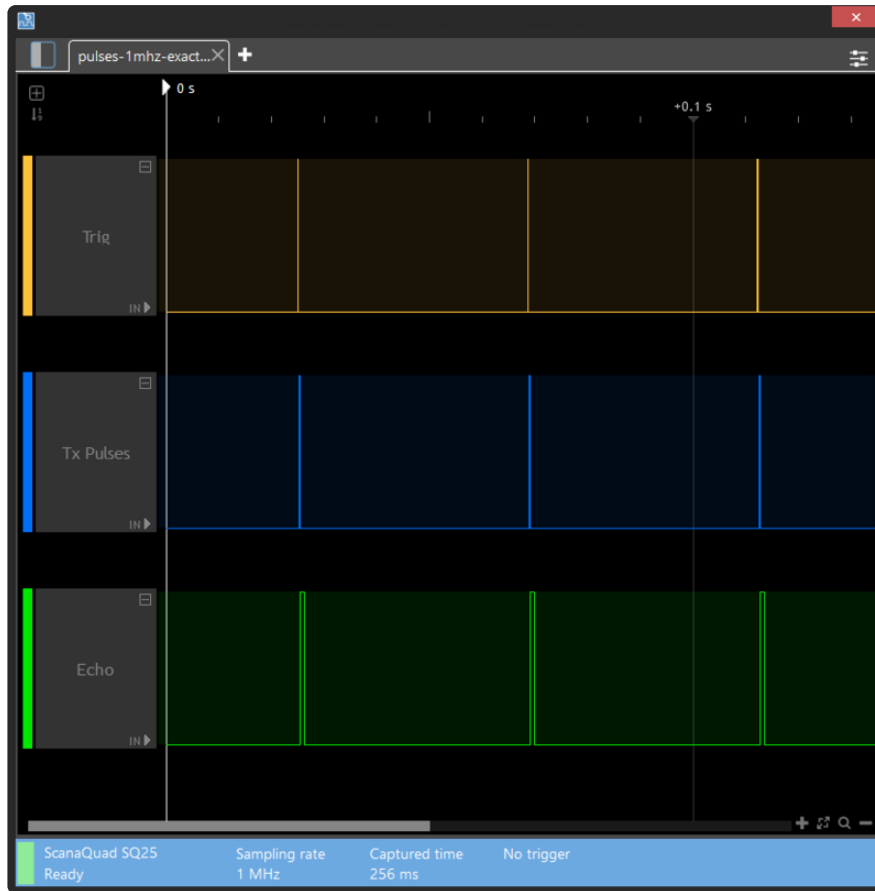 pulses-1mhz-exact...
0 s
+0.1 s
Trig
IN
Tx Pulses
IN
Echo
IN
ScanaQuad SQ25 Sampling rate Captured time No trigger
Ready 1 MHz 256 ms